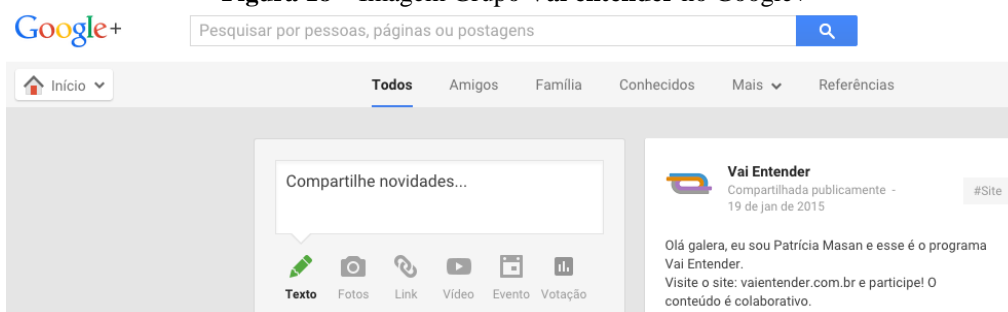 Google+
Pesquisar por pessoas, páginas ou postagens
Início
Todos Amigos Família Conhecidos Mais Referências
Compartilhe novidades...
Texto Fotos Link Vídeo Evento Votação
Vai Entender
Compartilhada publicamente -
19 de jan de 2015
#Site
Olá galera, eu sou Patrícia Masan e esse é o programa
Vai Entender.
Visite o site: vaientender.com.br e participe! O
conteúdo é colaborativo.